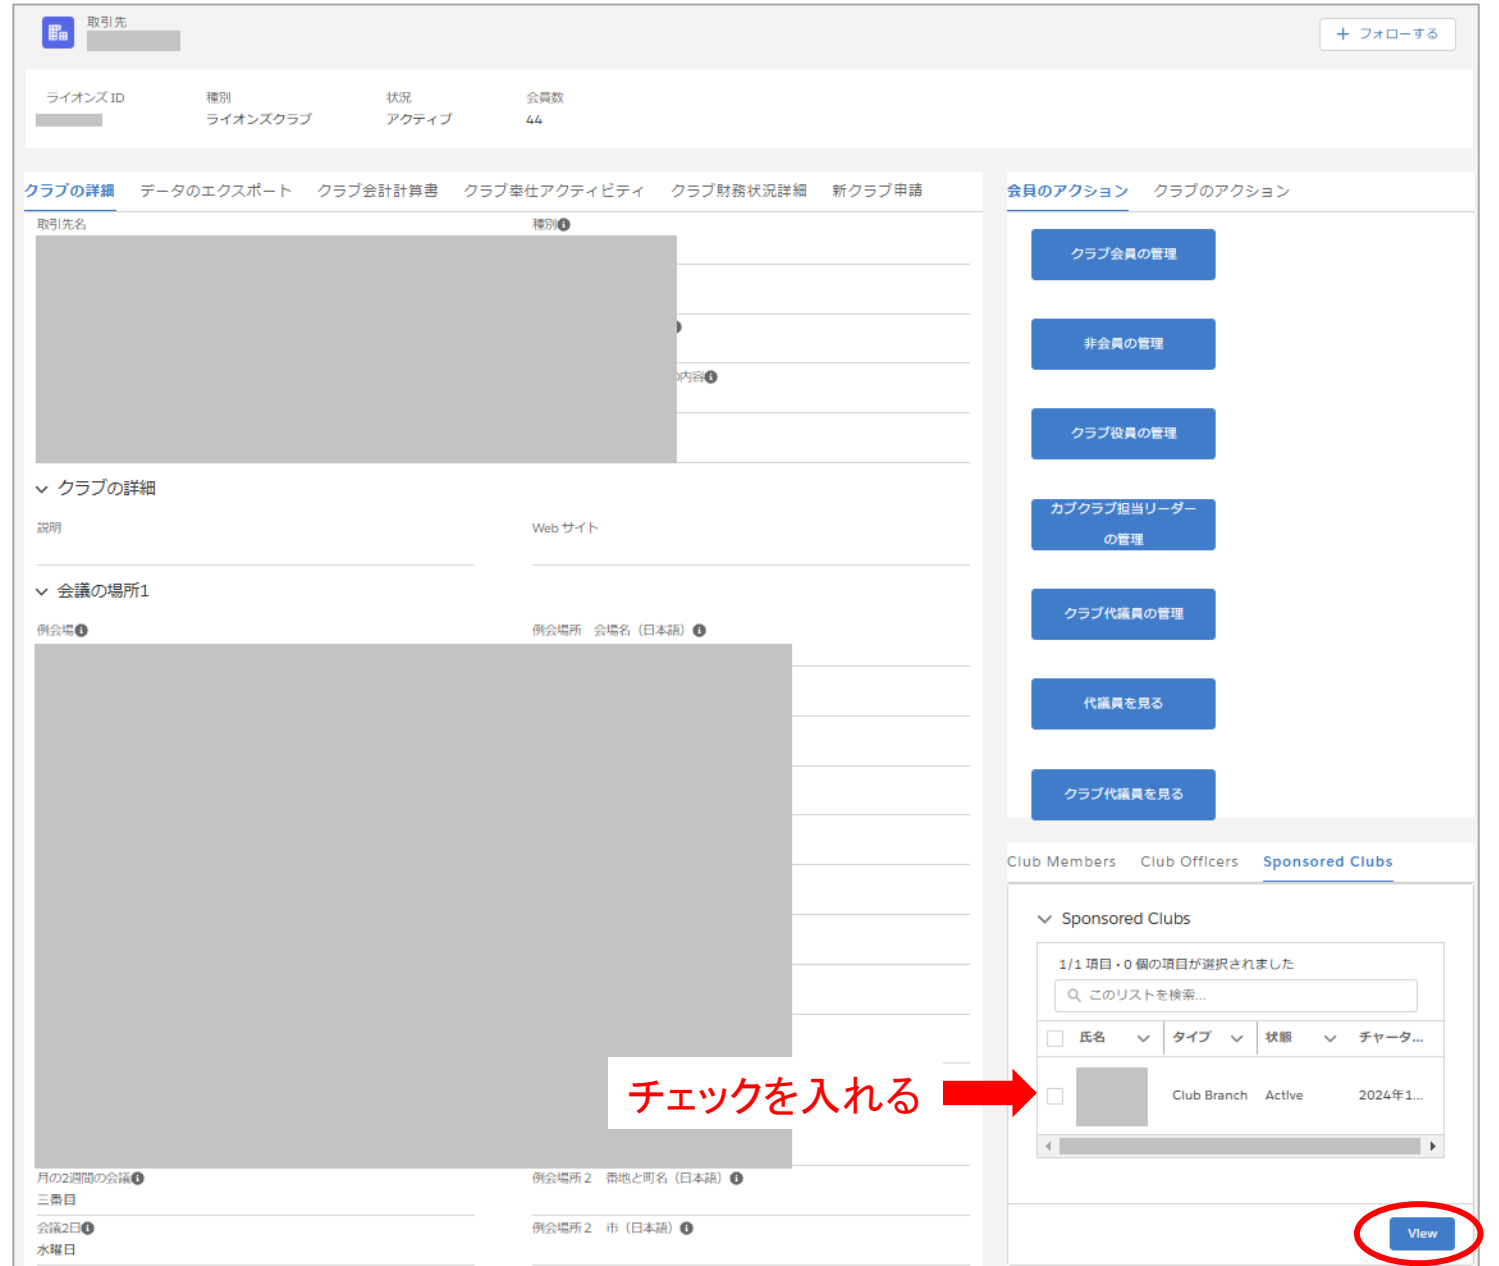 取引先
＋ フォローする
ライオンズ ID 種別 状況 会員数
ライオンズクラブ アクティブ 44
クラブの詳細 データのエクスポート クラブ会計計算書 クラブ奉仕アクティビティ クラブ財務状況詳細 新クラブ申請
取引先名 種別
の内容
クラブの詳細
説明 Web サイト
会議の場所1
例会場 例会場所 会場名（日本語）
月の2週間の会議 例会場所２ 番地と町名（日本語）
三番目
会議2日 例会場所２ 市（日本語）
水曜日
会員のアクション クラブのアクション
クラブ会員の管理
非会員の管理
クラブ役員の管理
カブクラブ担当リーダー
の管理
クラブ代議員の管理
代議員を見る
クラブ代議員を見る
Club Members Club Officers Sponsored Clubs
Sponsored Clubs
1/1 項目・0 個の項目が選択されました
このリストを検索...
氏名 タイプ 状態 チャータ...
チェックを入れる
Club Branch Active 2024年1...
View